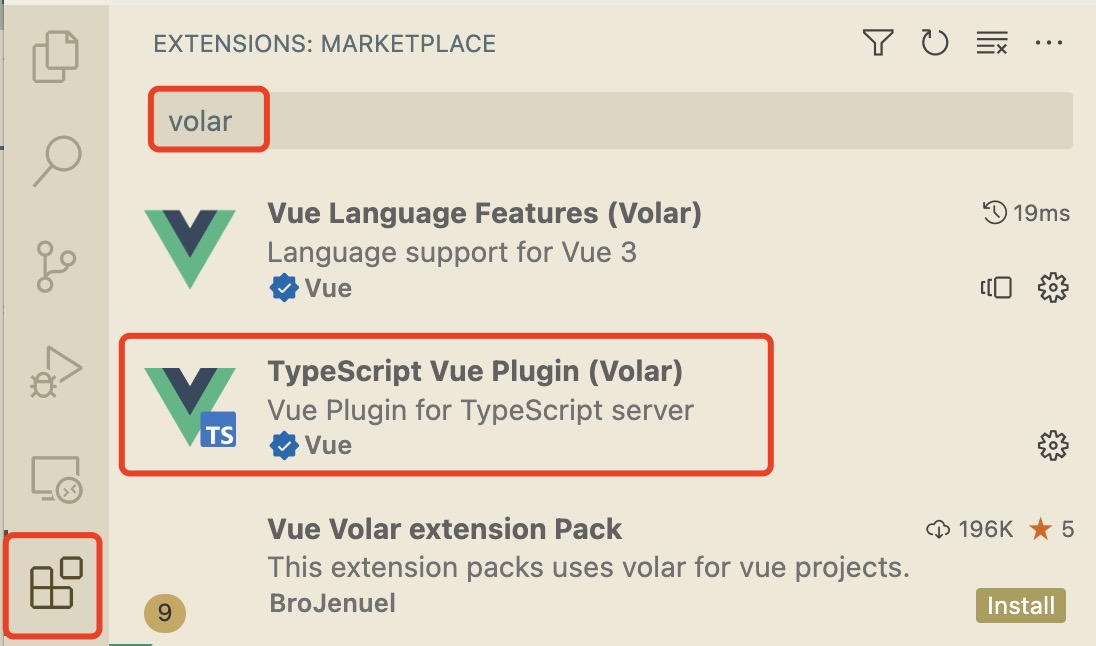 EXTENSIONS: MARKETPLACE
volar
Vue Language Features (Volar)
19ms
Language support for Vue 3
Vue
TypeScript Vue Plugin (Volar)
Vue Plugin for TypeScript server
TS
Vue
Vue Volar extension Pack
196K
5
This extension packs uses volar for vue projects.
BroJenuel
Install
9